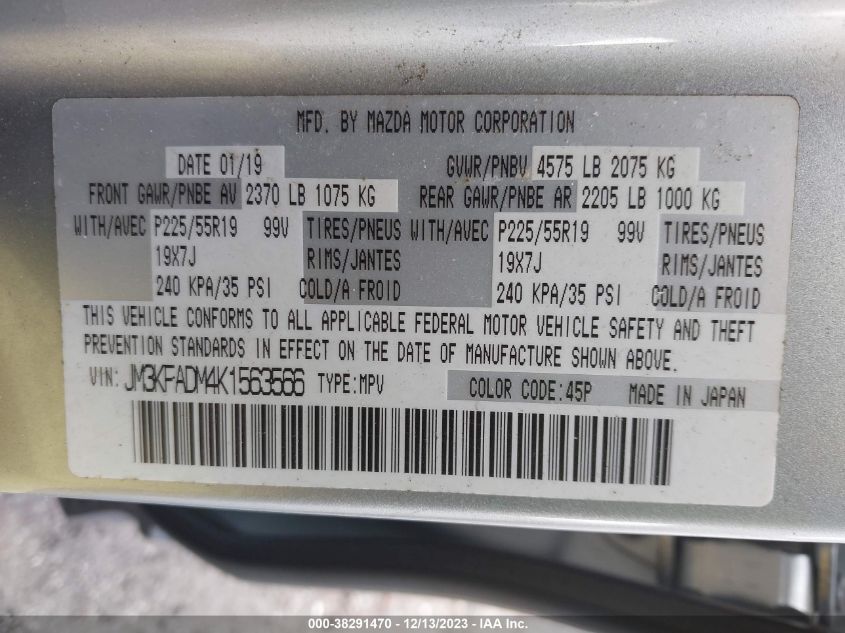 MFD. BY MAZDA MOTOR CORPORATION
DATE 01/19 GVWR/PNBV 4575 LB 2075 KG
FRONT GAWR/PNBE AV 2370 LB 1075 KG REAR GAWR/PNBE AR 2205 LB 1000 KG
WITH/AVEC P225/55R19 99V TIRES/PNEUS WITH/AVEC P225/55R19 99V TIRES/PNEUS
19X7J RIMS/JANTES 19X7J RIMS/JANTES
240 KPA/35 PSI COLD/A FROID 240 KPA/35 PSI COLD/A FROID
THIS VEHICLE CONFORMS TO ALL APPLICABLE FEDERAL MOTOR VEHICLE SAFETY AND THEFT
PREVENTION STANDARDS IN EFFECT ON THE DATE OF MANUFACTURE SHOWN ABOVE.
VIN: JM3KFADM4K1563566 TYPE:MPV COLOR CODE:45P MADE IN JAPAN
000-38291470 - 12/13/2023 - IAAI.com